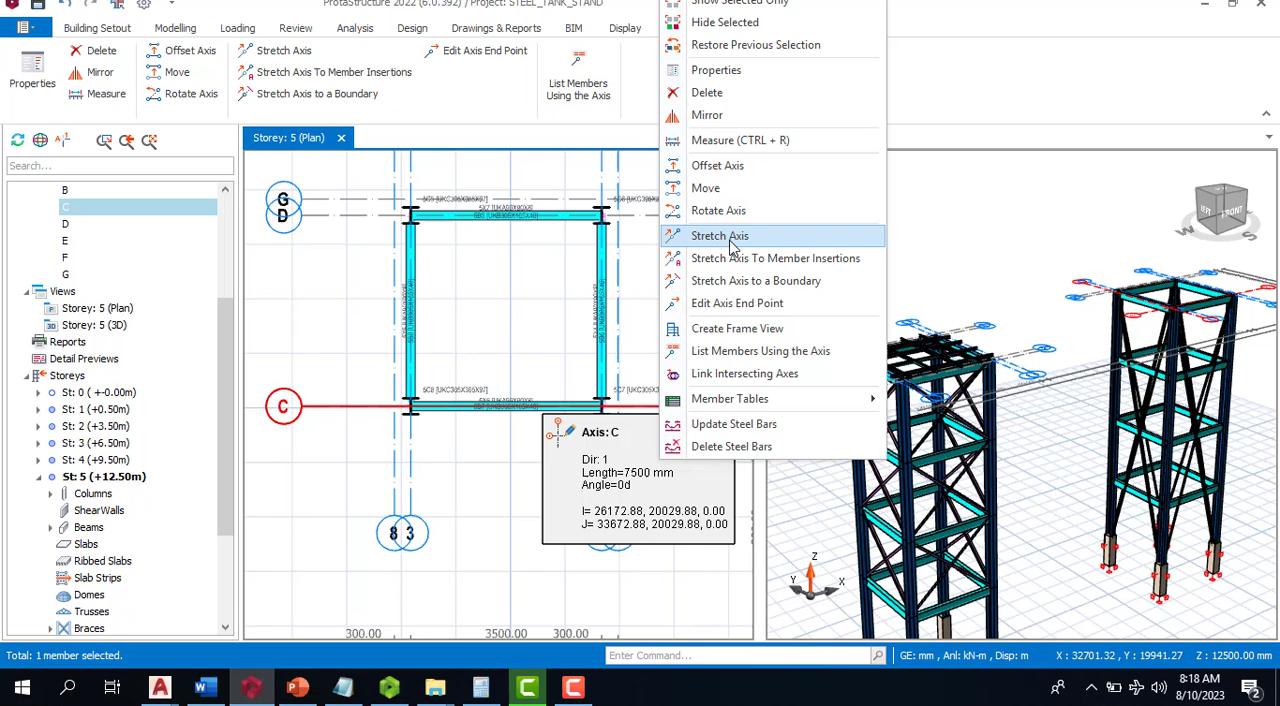 ProtaStructure 2022 (6.0.392) / Project: STEEL_TANK_STAND
Building Setout
Modelling
Loading
Review
Analysis
Design
Drawings & Reports
BIM
Display
Properties
Delete
Mirror
Measure
Offset Axis
Move
Rotate Axis
Stretch Axis
Stretch Axis To Member Insertions
Stretch Axis to a Boundary
Edit Axis End Point
List Members
Using the Axis
Show Selected Only
Hide Selected
Restore Previous Selection
Properties
Delete
Mirror
Measure (CTRL + R)
Offset Axis
Move
Rotate Axis
Stretch Axis
Stretch Axis To Member Insertions
Stretch Axis to a Boundary
Edit Axis End Point
Create Frame View
List Members Using the Axis
Link Intersecting Axes
Member Tables
Update Steel Bars
Delete Steel Bars
Search...
B
C
D
E
F
G
Views
Storey: 5 (Plan)
Storey: 5 (3D)
Reports
Detail Previews
Storeys
St: 0 ( +-0.00m)
St: 1 (+0.50m)
St: 2 (+3.50m)
St: 3 (+6.50m)
St: 4 (+9.50m)
St: 5 (+12.50m)
Columns
ShearWalls
Beams
Slabs
Ribbed Slabs
Slab Strips
Domes
Trusses
Braces
Storey: 5 (Plan)
G
D
C
8
3
300.00
3500.00
300.00
Axis: C
Dir: 1
Length=7500 mm
Angle=0d
I= 26172.88, 20029.88, 0.00
J= 33672.88, 20029.88, 0.00
LEFT
FRONT
Z
Y
X
Total: 1 member selected.
Enter Command...
GE: mm, Anl: kN-m , Disp: m
X : 32701.32 , Y : 19941.27
Z : 12500.00 mm
8:18 AM
8/10/2023
2